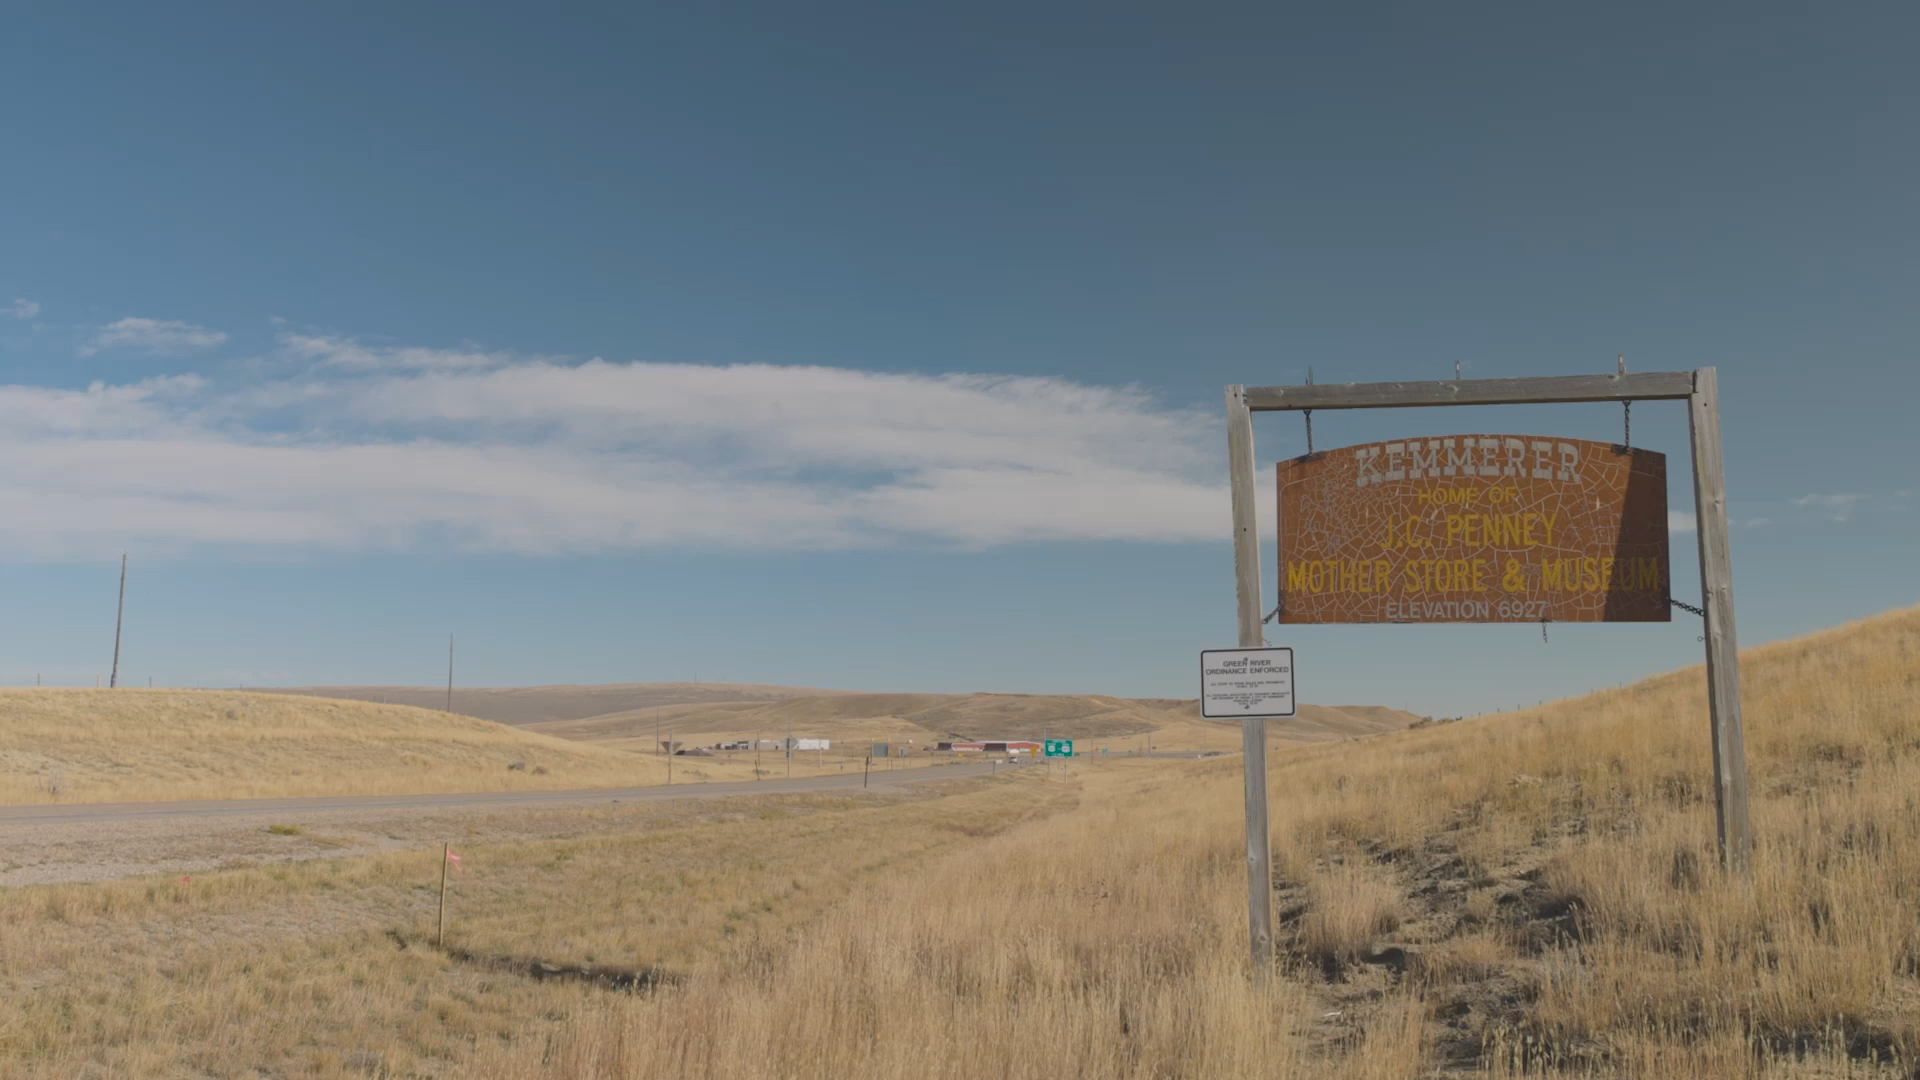 KEMMERER
HOME OF
J.C. PENNEY
MOTHER STORE & MUSEUM
ELEVATION 6927
GREEN RIVER
ORDINANCE ENFORCED